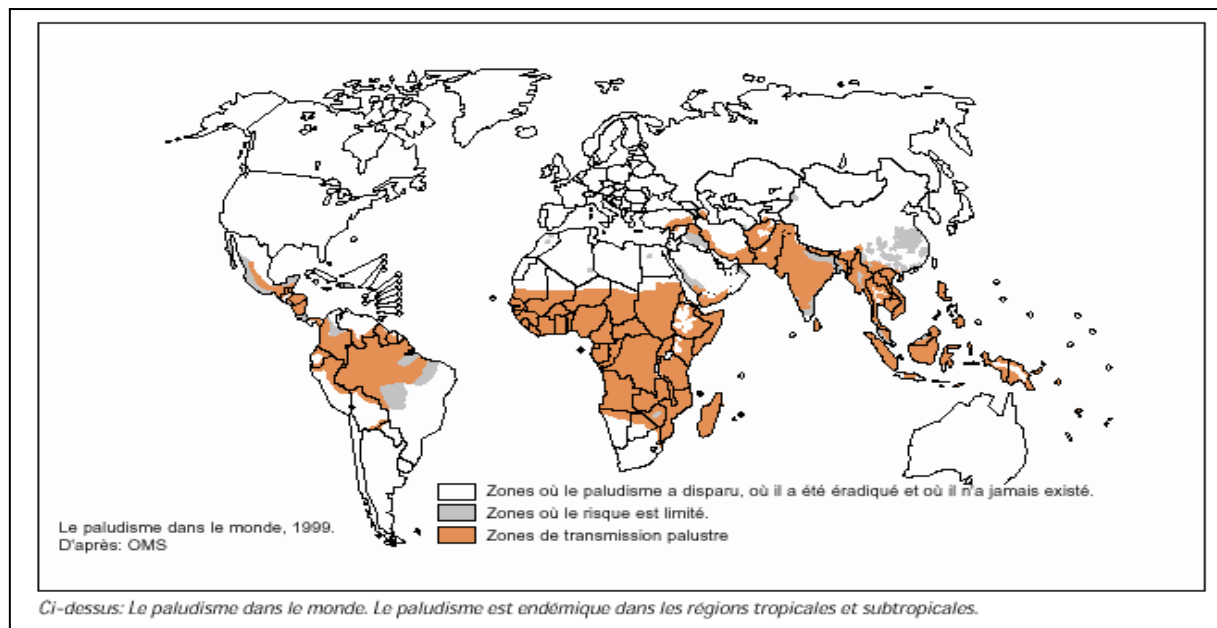 Zones où le paludisme a disparu, où il a été éradiqué et où il n'a jamais existé.
Zones où le risque est limité.
Zones de transmission palustre
Le paludisme dans le monde, 1999.
D'après: OMS
Ci-dessus: Le paludisme dans le monde. Le paludisme est endémique dans les régions tropicales et subtropicales.